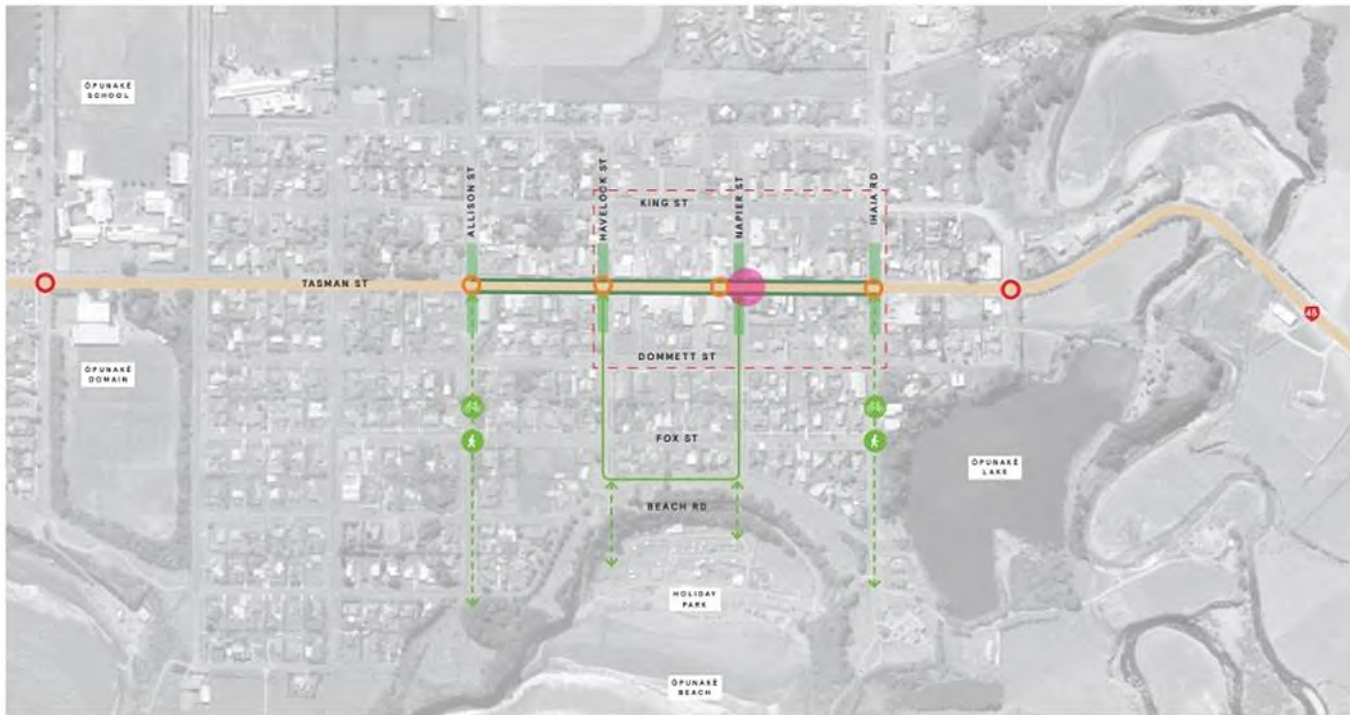 ŌPUNAKĒ
SCHOOL
ALLISON ST
HAVELOCK ST
NAPIER ST
IHAIA RD
KING ST
TASMAN ST
45
DOMMETT ST
ŌPUNAKĒ
DOMAIN
FOX ST
ŌPUNAKĒ
LAKE
BEACH RD
HOLIDAY
PARK
ŌPUNAKĒ
BEACH